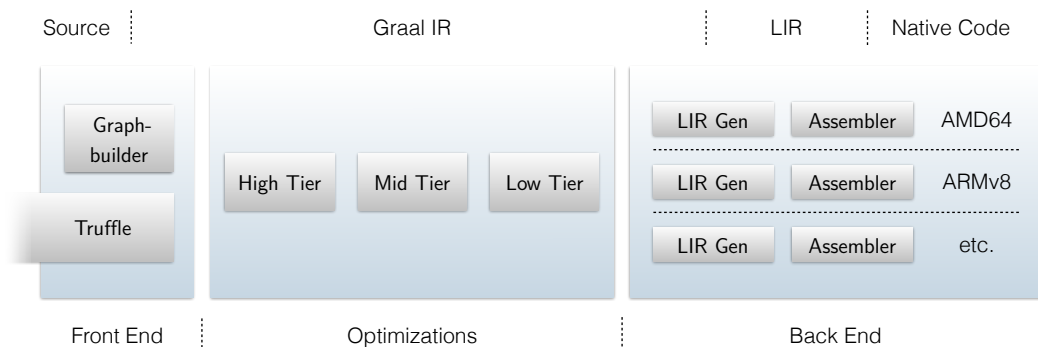 Source Graal IR LIR Native Code
Graph-
builder
Truffle
High Tier Mid Tier Low Tier
LIR Gen Assembler AMD64
LIR Gen Assembler ARMv8
LIR Gen Assembler etc.
Front End Optimizations Back End